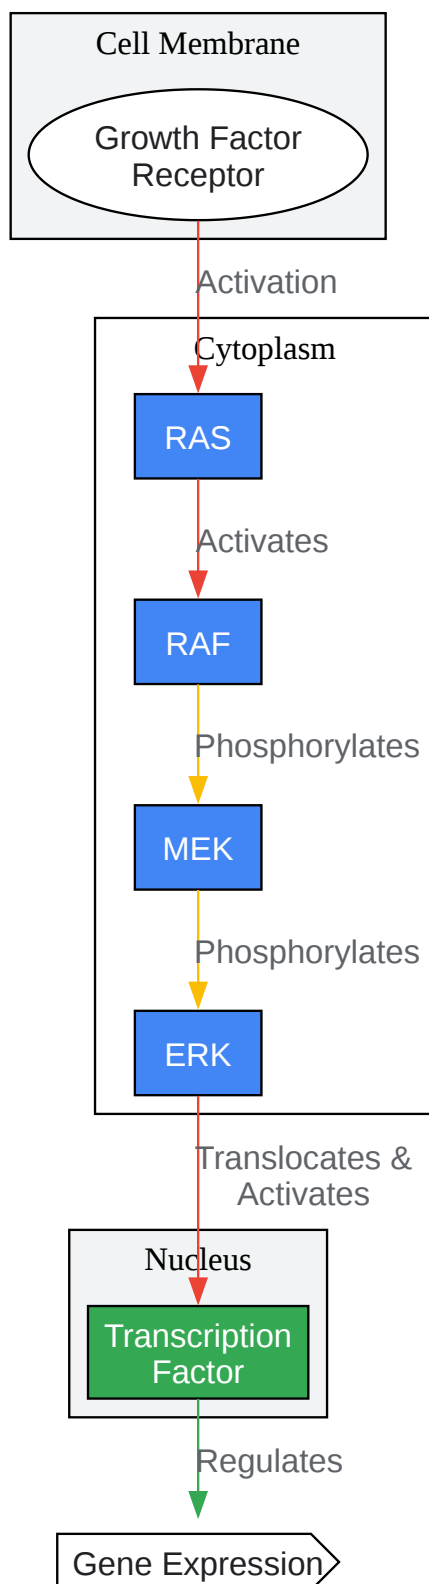 Cell Membrane
Growth Factor
Receptor
Activation
Cytoplasm
RAS
Activates
RAF
Phosphorylates
MEK
Phosphorylates
ERK
Translocates &
Activates
Nucleus
Transcription
Factor
Regulates
Gene Expression